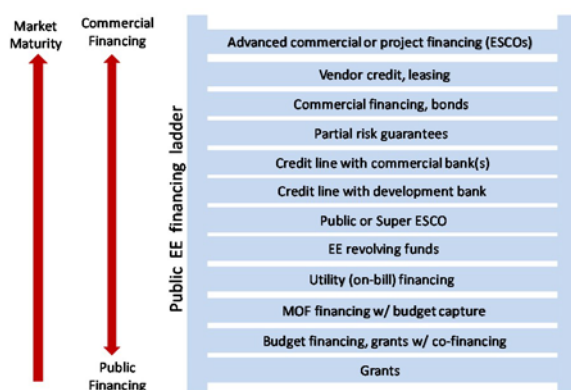 Market
Maturity
Commercial
Financing
Public EE financing ladder
Advanced commercial or project financing (ESCOs)
Vendor credit, leasing
Commercial financing, bonds
Partial risk guarantees
Credit line with commercial bank(s)
Credit line with development bank
Public or Super ESCO
EE revolving funds
Utility (on-bill) financing
MOF financing w/ budget capture
Budget financing, grants w/ co-financing
Grants
Public
Financing